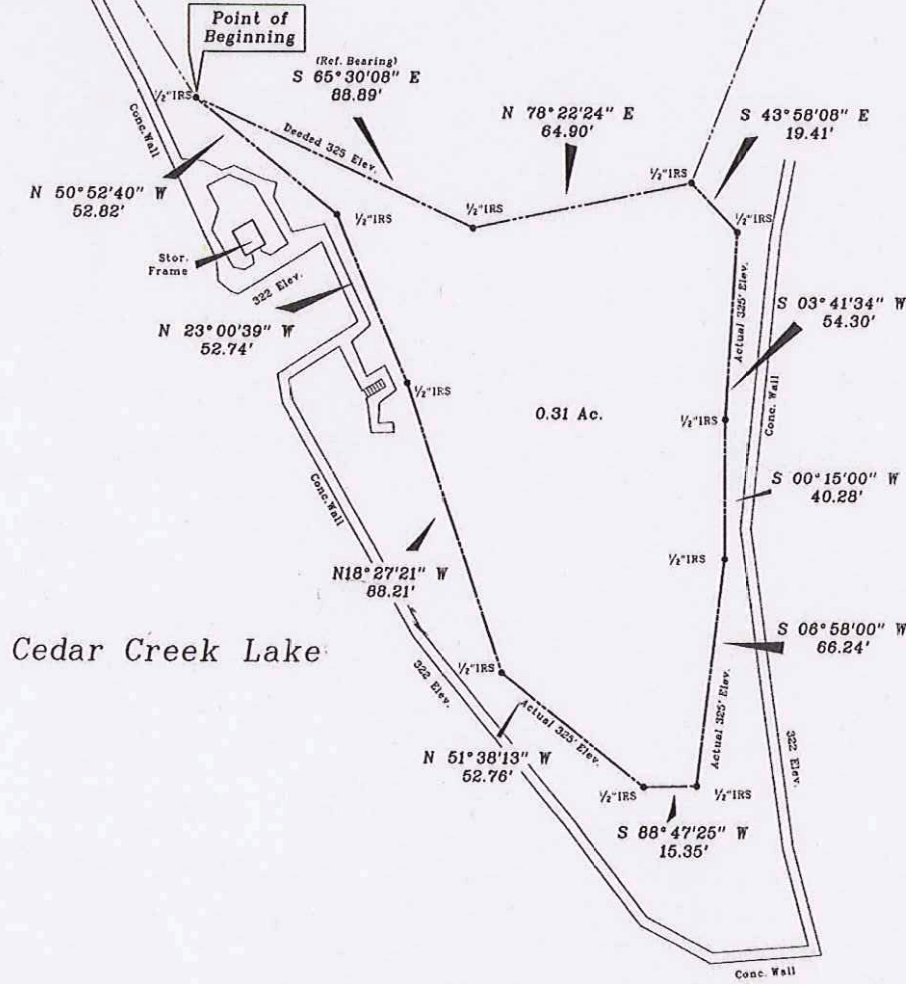 Point of
Beginning
(Ref. Bearing)
S 65°30'08" E
88.89'
½"IRS
Conc. Wall
Deeded 325 Elev.
N 78°22'24" E
64.90'
S 43°58'08" E
19.41'
N 50°52'40" W
52.82'
½"IRS
½"IRS
½"IRS
½"IRS
Stor.
Frame
322 Elev.
N 23°00'39" W
52.74'
Actual 325' Elev.
S 03°41'34" W
54.30'
½"IRS
0.31 Ac.
½"IRS
Conc. Wall
Conc. Wall
S 00°15'00" W
40.28'
½"IRS
N18°27'21" W
88.21'
S 06°58'00" W
66.24'
Cedar Creek Lake
322 Elev.
½"IRS
Actual 325' Elev.
Actual 325' Elev.
322 Elev.
N 51°38'13" W
52.76'
½"IRS
½"IRS
S 88°47'25" W
15.35'
Conc. Wall